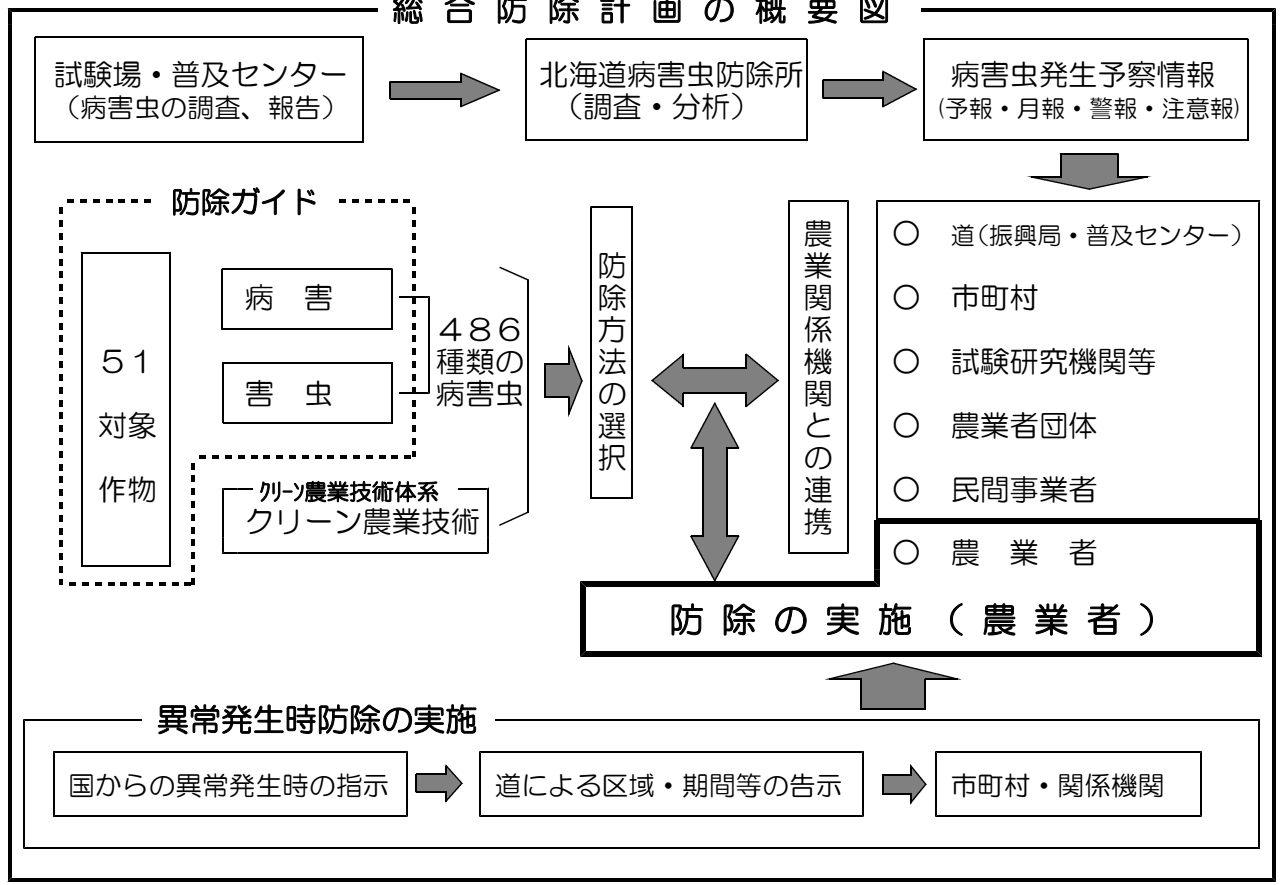 総合防除計画の概要図
試験場・普及センター
（病害虫の調査、報告）
北海道病害虫防除所
（調査・分析）
病害虫発生予察情報
(予報・月報・警報・注意報)
防除ガイド
５１
対象
作物
病　害
害　虫
４８６
種類の
病害虫
クリーン農業技術体系
クリーン農業技術
防除方法の選択
農業関係機関との連携
○　道（振興局・普及センター）
○　市町村
○　試験研究機関等
○　農業者団体
○　民間事業者
○　農　業　者
防除の実施（農業者）
異常発生時防除の実施
国からの異常発生時の指示
道による区域・期間等の告示
市町村・関係機関